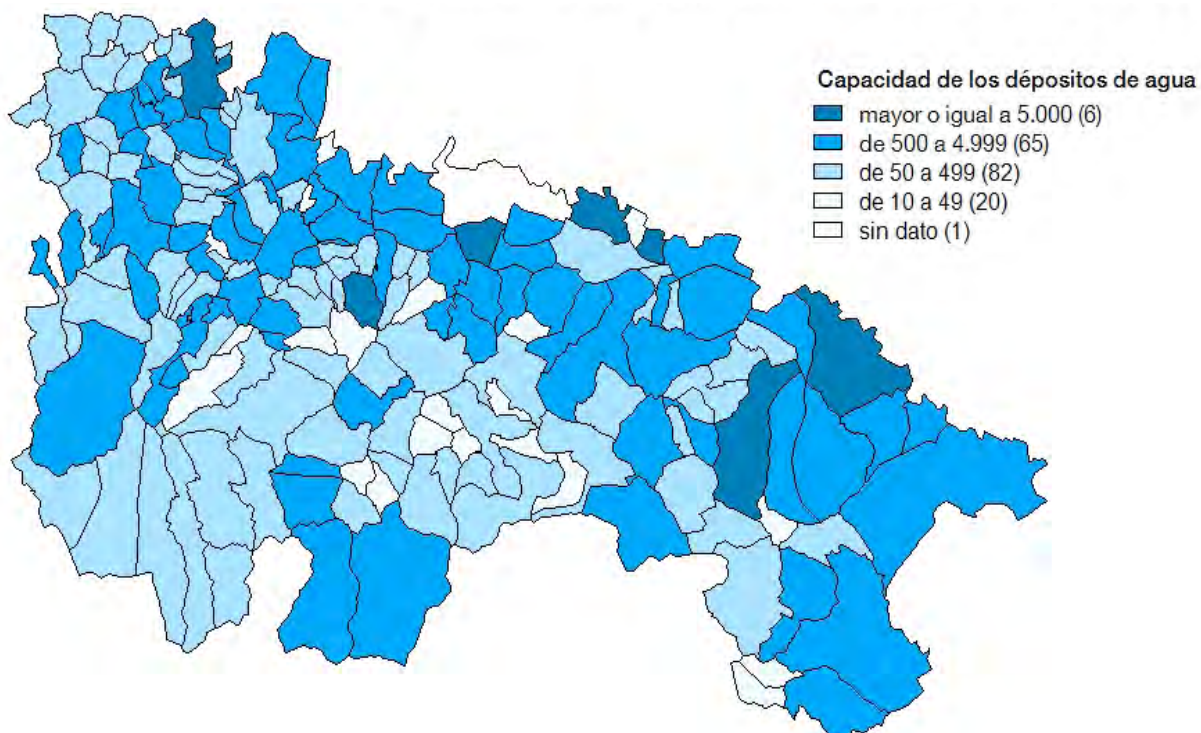 Capacidad de los dépositos de agua
mayor o igual a 5.000 (6)
de 500 a 4.999 (65)
de 50 a 499 (82)
de 10 a 49 (20)
sin dato (1)